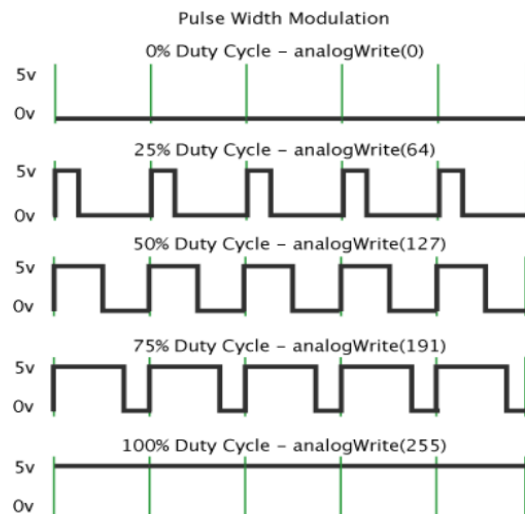 Pulse Width Modulation
0% Duty Cycle – analogWrite(0)
5v
0v
25% Duty Cycle – analogWrite(64)
5v
0v
50% Duty Cycle – analogWrite(127)
5v
0v
75% Duty Cycle – analogWrite(191)
5v
0v
100% Duty Cycle – analogWrite(255)
5v
0v